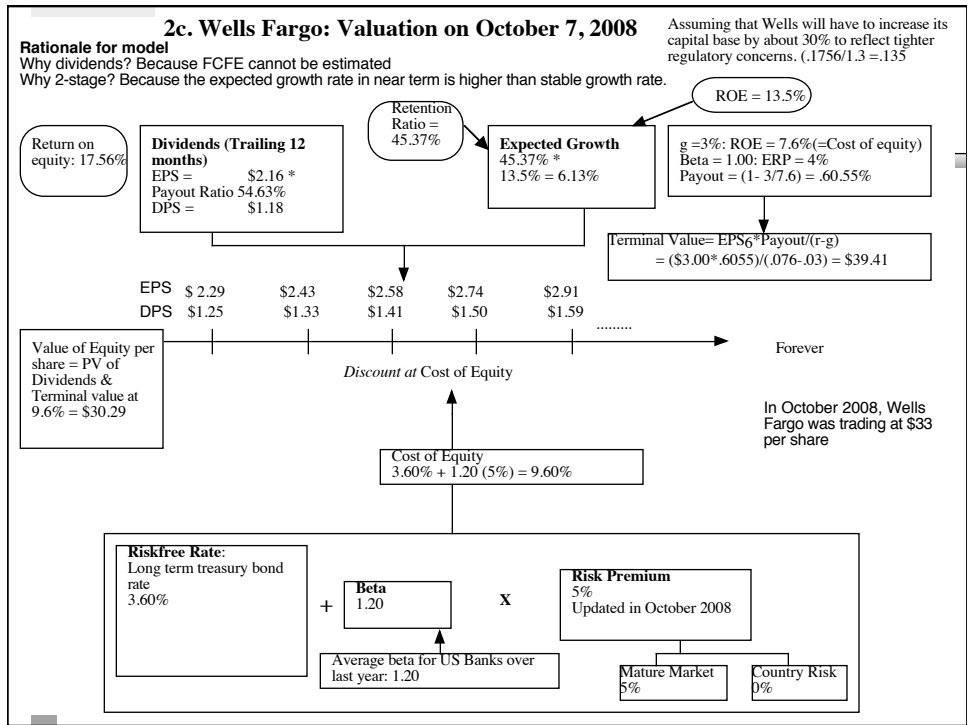 2c. Wells Fargo: Valuation on October 7, 2008
Assuming that Wells will have to increase its
capital base by about 30% to reflect tighter
regulatory concerns. (.1756/1.3 =.135
Rationale for model
Why dividends? Because FCFE cannot be estimated
Why 2-stage? Because the expected growth rate in near term is higher than stable growth rate.
Return on
equity: 17.56%
Dividends (Trailing 12
months)
EPS = $2.16 *
Payout Ratio 54.63%
DPS = $1.18
Retention
Ratio =
45.37%
Expected Growth
45.37% *
13.5% = 6.13%
ROE = 13.5%
g =3%: ROE = 7.6%(=Cost of equity)
Beta = 1.00: ERP = 4%
Payout = (1- 3/7.6) = .60.55%
Terminal Value= EPS6*Payout/(r-g)
= ($3.00*.6055)/(.076-.03) = $39.41
EPS $ 2.29 $2.43 $2.58 $2.74 $2.91
DPS $1.25 $1.33 $1.41 $1.50 $1.59
.........
Forever
Value of Equity per
share = PV of
Dividends &
Terminal value at
9.6% = $30.29
Discount at Cost of Equity
In October 2008, Wells
Fargo was trading at $33
per share
Cost of Equity
3.60% + 1.20 (5%) = 9.60%
Riskfree Rate:
Long term treasury bond
rate
3.60%
+
Beta
1.20
X
Risk Premium
5%
Updated in October 2008
Average beta for US Banks over
last year: 1.20
Mature Market
5%
Country Risk
0%